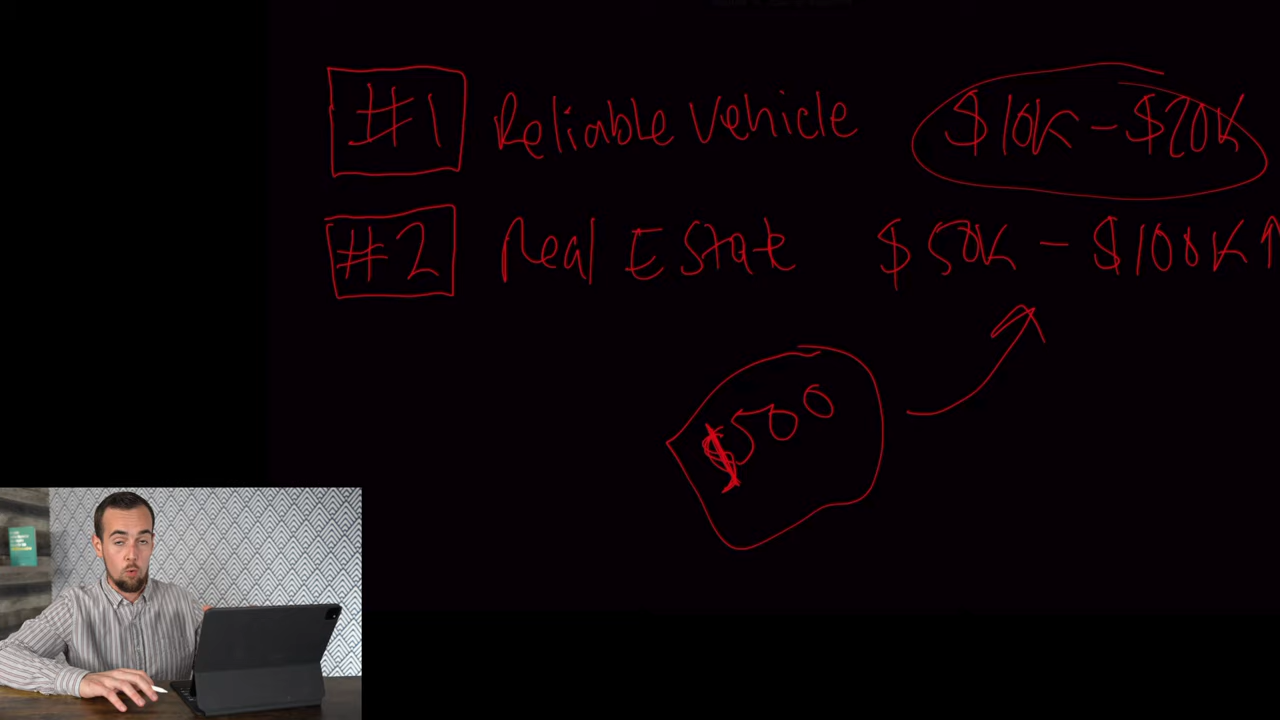 #1 Reliable Vehicle $10K - $20K
#2 Real Estate $50K - $100K↑
$500